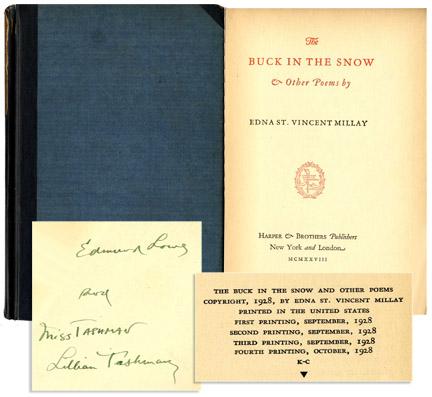 The
BUCK IN THE SNOW
& Other Poems by
EDNA ST. VINCENT MILLAY
HARPER & BROTHERS Publishers
New York and London
MCMXXVIII
Edmund Lowe
and
Miss TASHMAN
Lillian Tashman
THE BUCK IN THE SNOW AND OTHER POEMS
COPYRIGHT, 1928, BY EDNA ST. VINCENT MILLAY
PRINTED IN THE UNITED STATES
FIRST PRINTING, SEPTEMBER, 1928
SECOND PRINTING, SEPTEMBER, 1928
THIRD PRINTING, SEPTEMBER, 1928
FOURTH PRINTING, OCTOBER, 1928
K-C